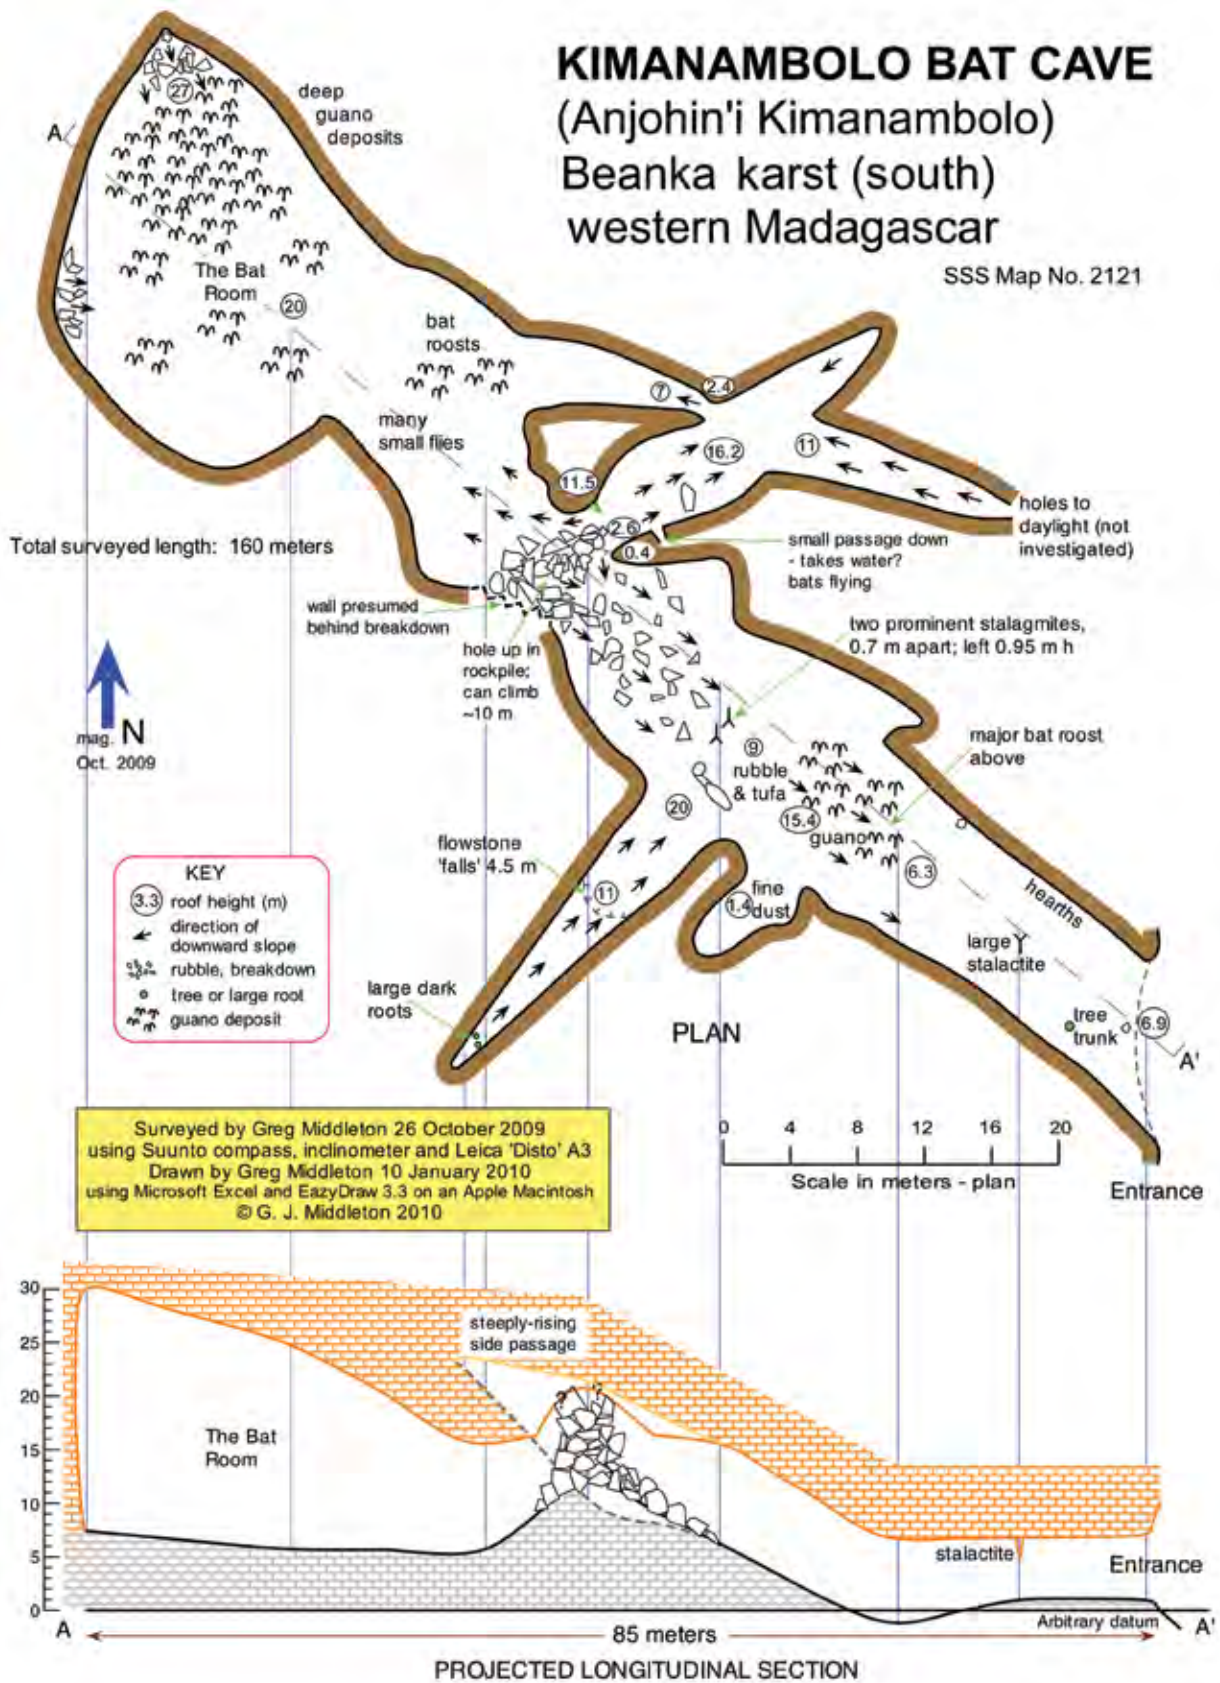 KIMANAMBOLO BAT CAVE
(Anjohin'i Kimanambolo)
Beanka karst (south)
western Madagascar
SSS Map No. 2121
27
deep
guano
deposits
A
The Bat
Room
20
bat
roosts
many
small flies
7
2.4
16.2
11
11.5
2.6
0.4
holes to
daylight (not
investigated)
small passage down
- takes water?
bats flying
Total surveyed length: 160 meters
wall presumed
behind breakdown
hole up in
rockpile;
can climb
~10 m
two prominent stalagmites,
0.7 m apart; left 0.95 m h
mag. N
Oct. 2009
major bat roost
above
9
rubble
& tufa
20
15.4
guano
6.3
flowstone
'falls' 4.5 m
11
1.4
fine
dust
hearths
large
stalactite
large dark
roots
tree
trunk
6.9
A'
KEY
3.3 roof height (m)
direction of
downward slope
rubble, breakdown
tree or large root
guano deposit
PLAN
0 4 8 12 16 20
Scale in meters - plan
Entrance
Surveyed by Greg Middleton 26 October 2009
using Suunto compass, inclinometer and Leica 'Disto' A3
Drawn by Greg Middleton 10 January 2010
using Microsoft Excel and EazyDraw 3.3 on an Apple Macintosh
© G. J. Middleton 2010
30
25
20
15
10
5
0
steeply-rising
side passage
? ?
The Bat
Room
stalactite
Entrance
Arbitrary datum
A
85 meters
A'
PROJECTED LONGITUDINAL SECTION